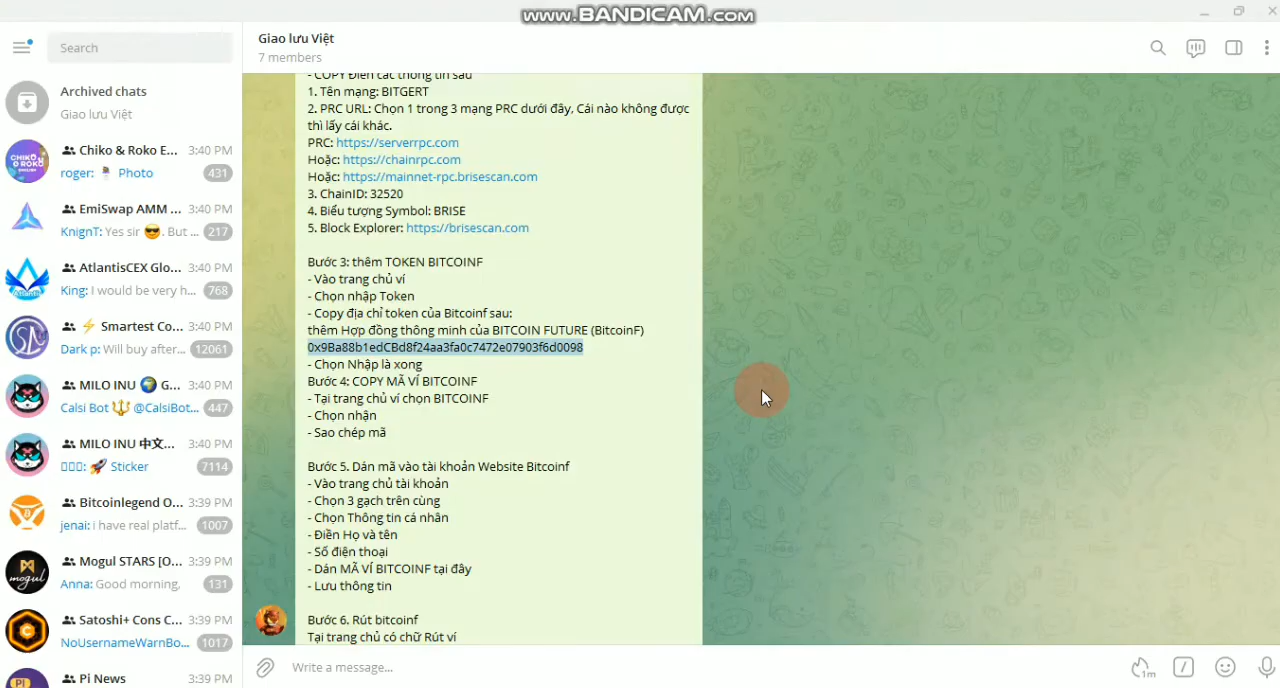 www.BANDICAM.com
Search
Archived chats
Giao lưu Việt
CHIKO & ROKO
Chiko & Roko E... 3:40 PM
roger: Photo 431
EmiSwap AMM ... 3:40 PM
KnignT: Yes sir 😎. But ... 217
AtlantisCEX Glo... 3:40 PM
King: I would be very h... 768
⚡ Smartest Co... 3:40 PM
Dark p: Will buy after... 12061
MILO INU 🌍 G... 3:40 PM
Calsi Bot 🔱 @CalsiBot... 447
MILO INU 中文... 3:40 PM
🚀 Sticker 7114
Bitcoinlegend O... 3:39 PM
jenai: i have real platf... 1007
mogul
Mogul STARS [O... 3:39 PM
Anna: Good morning, 131
Satoshi+ Cons C... 3:39 PM
NoUsernameWarnBo... 1017
PI
Pi News 3:39 PM
Giao lưu Việt
7 members
- COPY Điền các thông tin sau
1. Tên mạng: BITGERT
2. PRC URL: Chọn 1 trong 3 mạng PRC dưới đây, Cái nào không được
thì lấy cái khác.
PRC: https://serverrpc.com
Hoặc: https://chainrpc.com
Hoặc: https://mainnet-rpc.brisescan.com
3. ChainID: 32520
4. Biểu tượng Symbol: BRISE
5. Block Explorer: https://brisescan.com
Bước 3: thêm TOKEN BITCOINF
- Vào trang chủ ví
- Chọn nhập Token
- Copy địa chỉ token của Bitcoinf sau:
thêm Hợp đồng thông minh của BITCOIN FUTURE (BitcoinF)
0x9Ba88b1edCBd8f24aa3fa0c7472e07903f6d0098
- Chọn Nhập là xong
Bước 4: COPY MÃ VÍ BITCOINF
- Tại trang chủ ví chọn BITCOINF
- Chọn nhận
- Sao chép mã
Bước 5. Dán mã vào tài khoản Website Bitcoinf
- Vào trang chủ tài khoản
- Chọn 3 gạch trên cùng
- Chọn Thông tin cá nhân
- Điền Họ và tên
- Số điện thoại
- Dán MÃ VÍ BITCOINF tại đây
- Lưu thông tin
Bước 6. Rút bitcoinf
Tại trang chủ có chữ Rút ví
Write a message...
1m